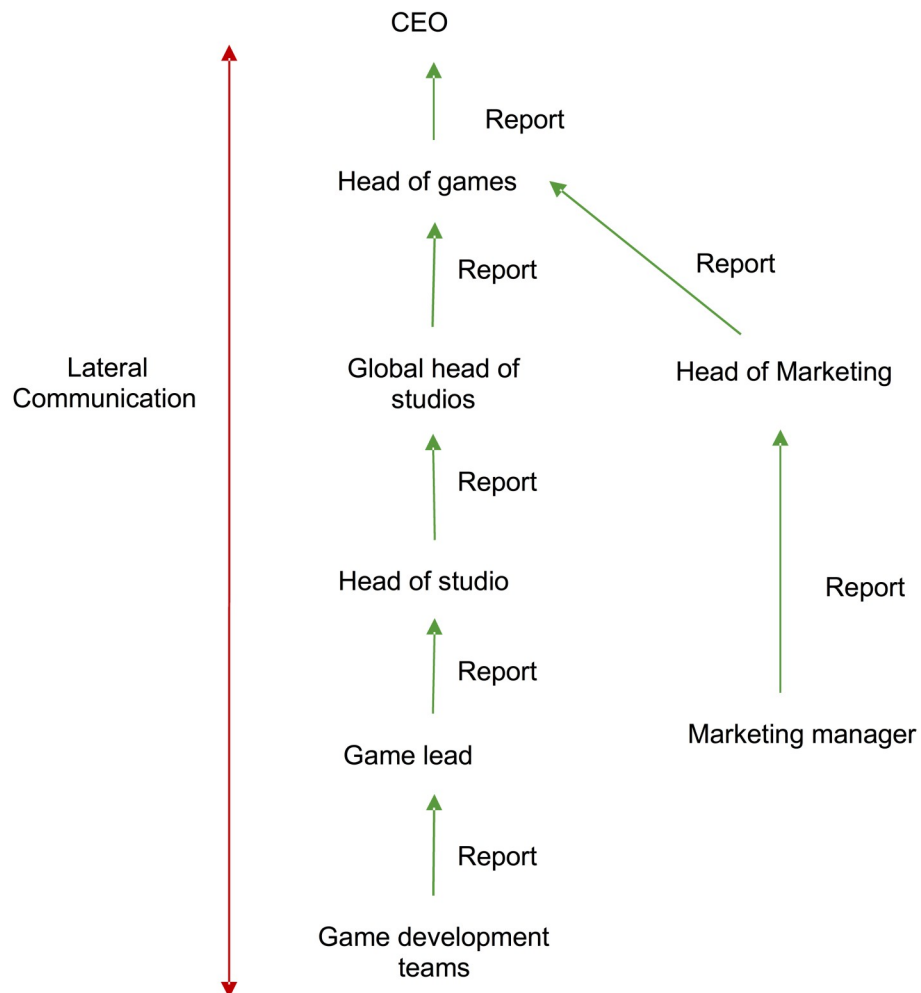 CEO
Report
Head of games
Report
Report
Lateral
Communication
Global head of
studios
Head of Marketing
Report
Head of studio
Report
Report
Game lead
Marketing manager
Report
Game development
teams